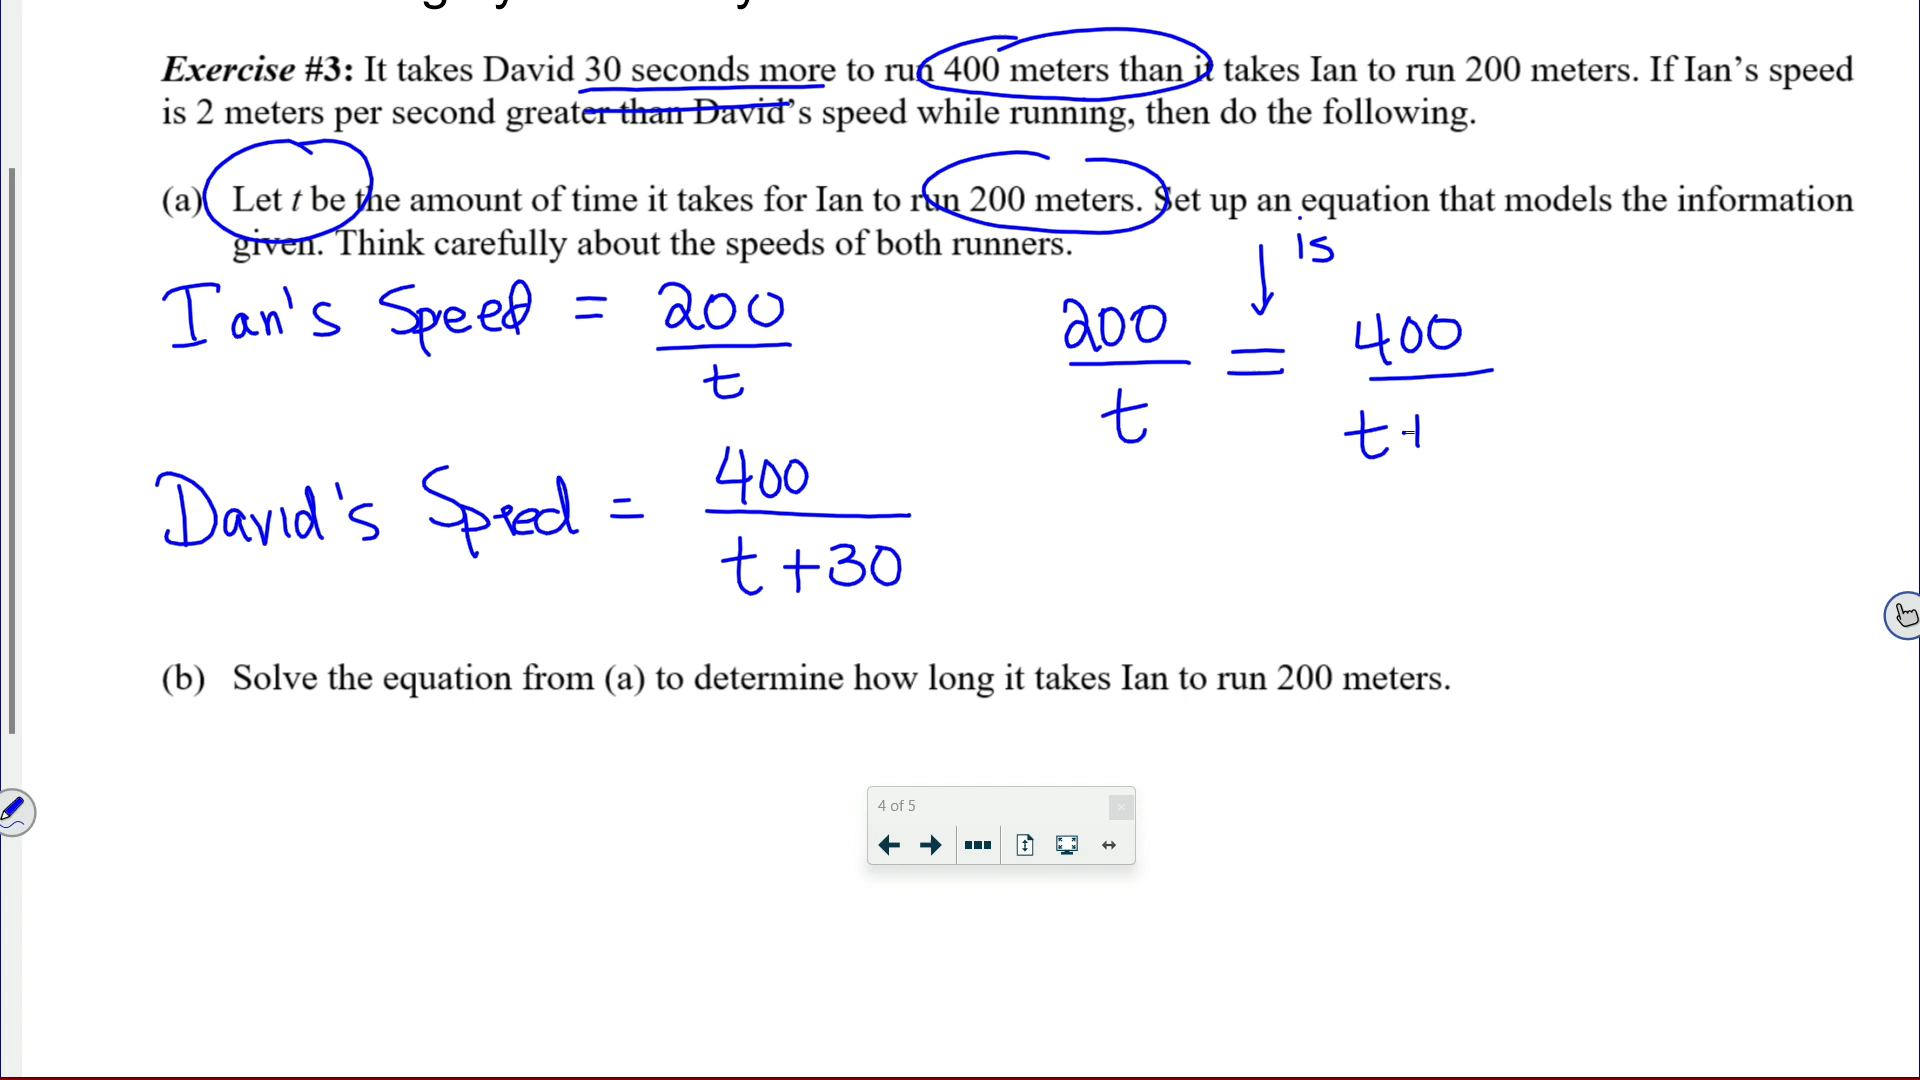 Exercise #3: It takes David 30 seconds more to run 400 meters than it takes Ian to run 200 meters. If Ian’s speed
is 2 meters per second greater than David’s speed while running, then do the following.
(a) Let t be the amount of time it takes for Ian to run 200 meters. Set up an equation that models the information
given. Think carefully about the speeds of both runners.
is
Ian's Speed = 200/t
200/t = 400/t +
David's Speed = 400/t + 30
(b) Solve the equation from (a) to determine how long it takes Ian to run 200 meters.
4 of 5